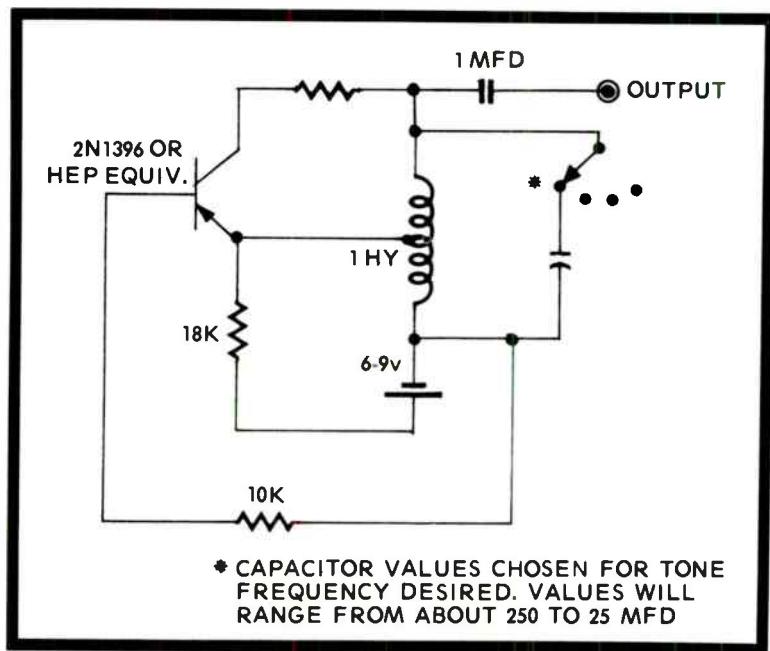 1 MFD
OUTPUT
2N1396 OR
HEP EQUIV.
*
1 HY
18K
6-9v
10K
* CAPACITOR VALUES CHOSEN FOR TONE
FREQUENCY DESIRED. VALUES WILL
RANGE FROM ABOUT 250 TO 25 MFD